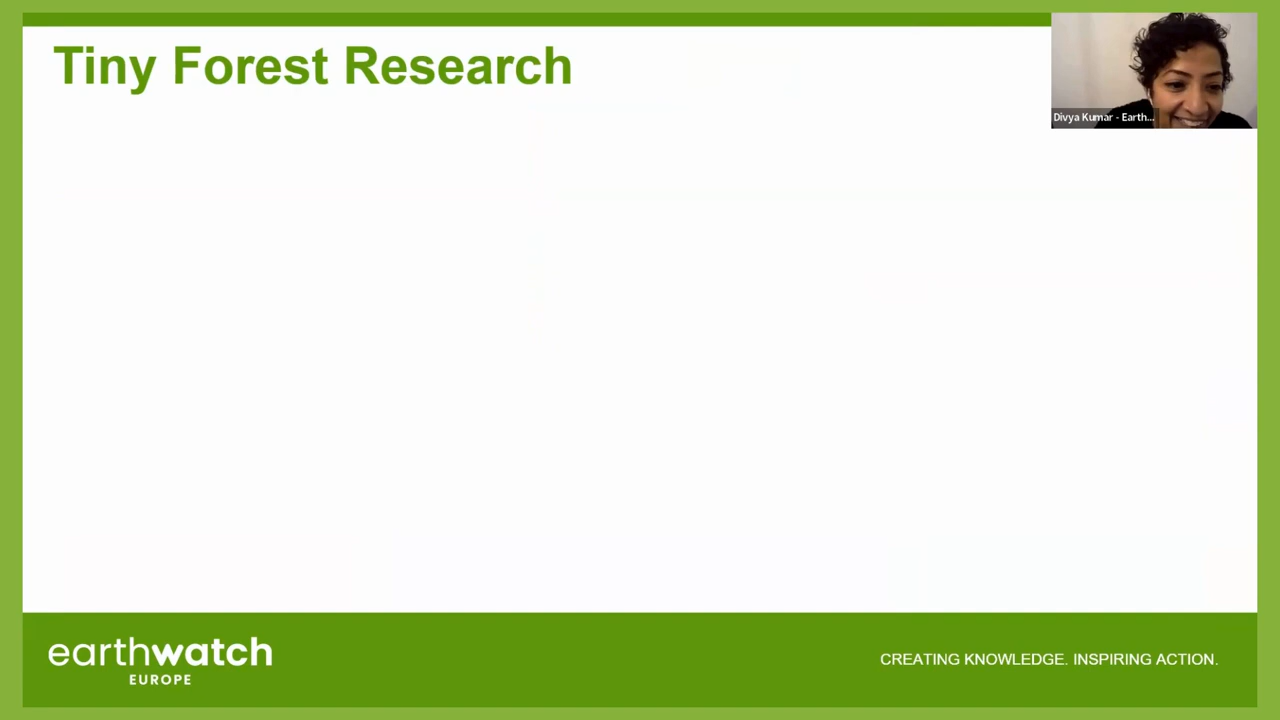 Tiny Forest Research
Divya Kumar - Earth...
earthwatch
EUROPE
CREATING KNOWLEDGE. INSPIRING ACTION.